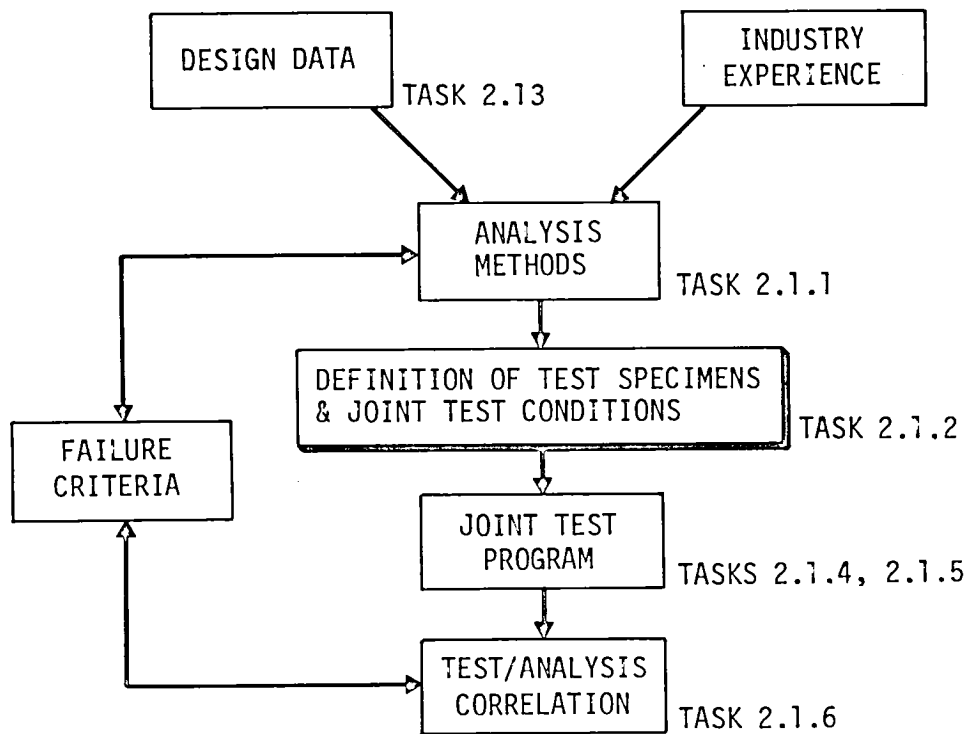 DESIGN DATA
TASK 2.13
INDUSTRY
EXPERIENCE
ANALYSIS
METHODS
TASK 2.1.1
DEFINITION OF TEST SPECIMENS
& JOINT TEST CONDITIONS
TASK 2.1.2
FAILURE
CRITERIA
JOINT TEST
PROGRAM
TASKS 2.1.4, 2.1.5
TEST/ANALYSIS
CORRELATION
TASK 2.1.6